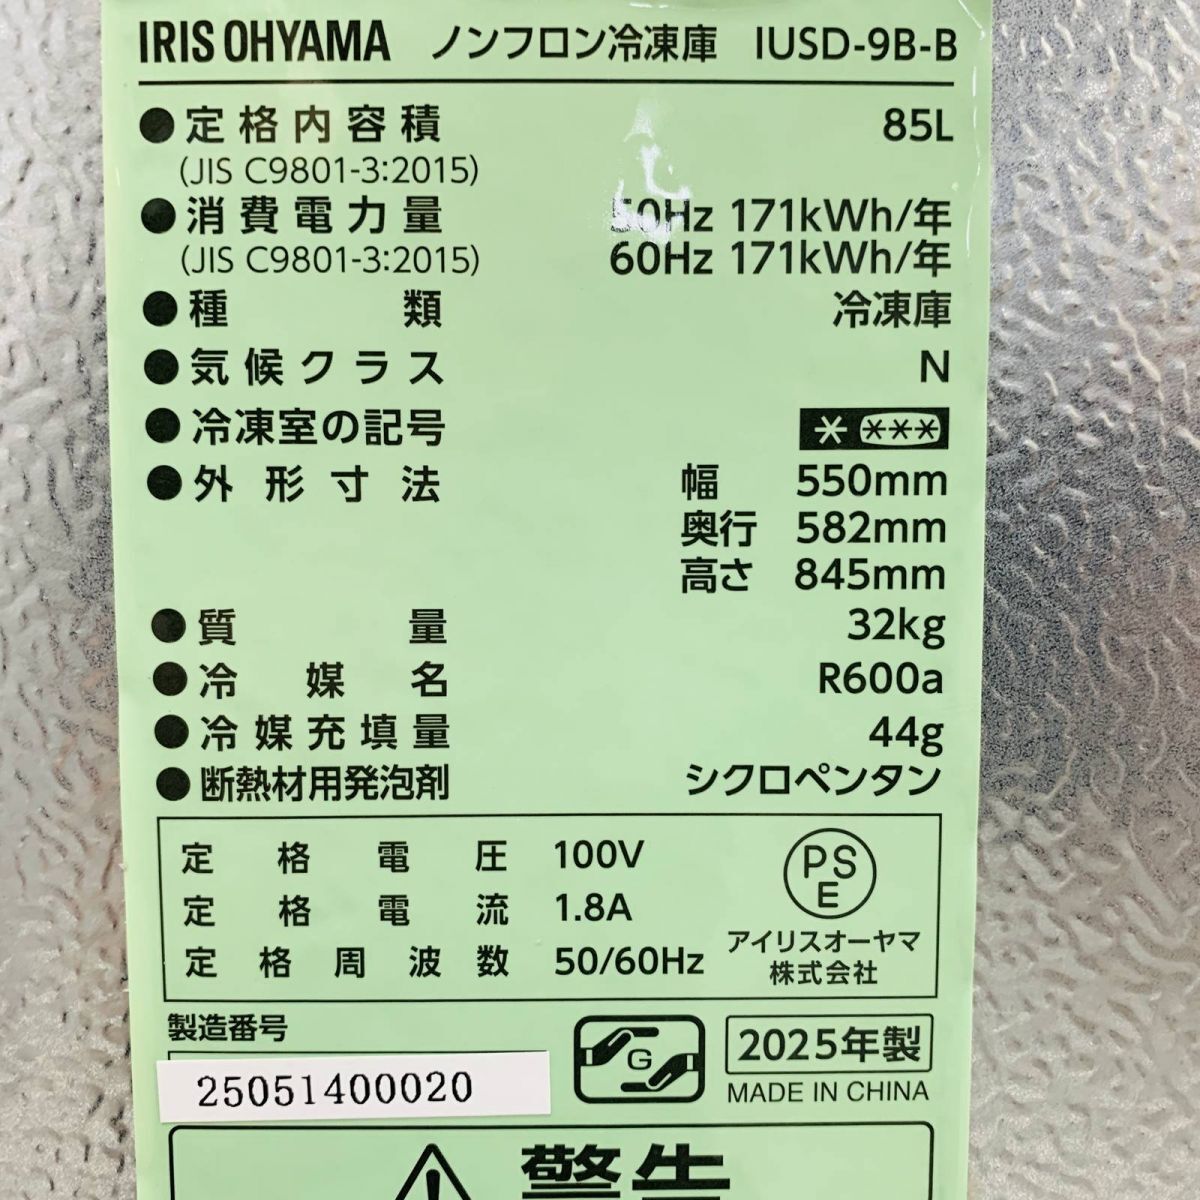 IRIS OHYAMA ノンフロン冷凍庫 IUSD-9B-B
●定格内容積 85L
(JIS C9801-3:2015)
●消費電力量 50Hz 171kWh/年
(JIS C9801-3:2015) 60Hz 171kWh/年
●種類 冷凍庫
●気候クラス N
●冷凍室の記号 * ***
●外形寸法 幅 550mm
奥行 582mm
高さ 845mm
●質量 32kg
●冷媒名 R600a
●冷媒充填量 44g
●断熱材用発泡剤 シクロペンタン
定格電圧 100V
定格電流 1.8A
定格周波数 50/60Hz
PS
E
アイリスオーヤマ
株式会社
製造番号
25051400020
G
2025年製
MADE IN CHINA
警告